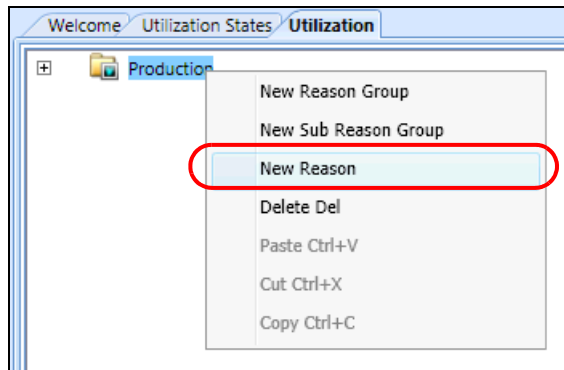 Welcome Utilization States Utilization
Production
New Reason Group
New Sub Reason Group
New Reason
Delete Del
Paste Ctrl+V
Cut Ctrl+X
Copy Ctrl+C